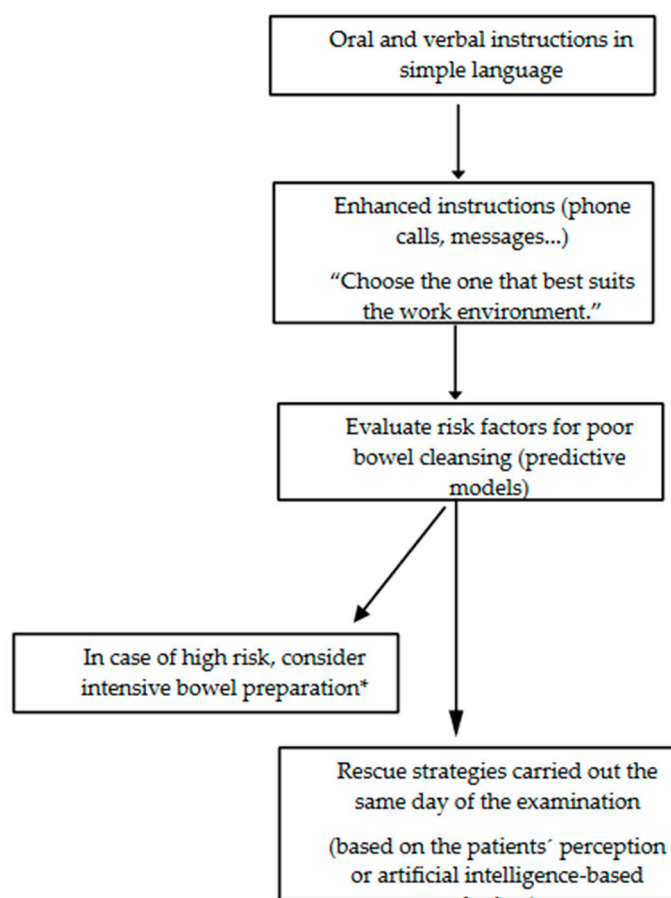 Oral and verbal instructions in
simple language
Enhanced instructions (phone
calls, messages...)
“Choose the one that best suits
the work environment.”
Evaluate risk factors for poor
bowel cleansing (predictive
models)
In case of high risk, consider
intensive bowel preparation*
Rescue strategies carried out the
same day of the examination
(based on the patients´ perception
or artificial intelligence-based